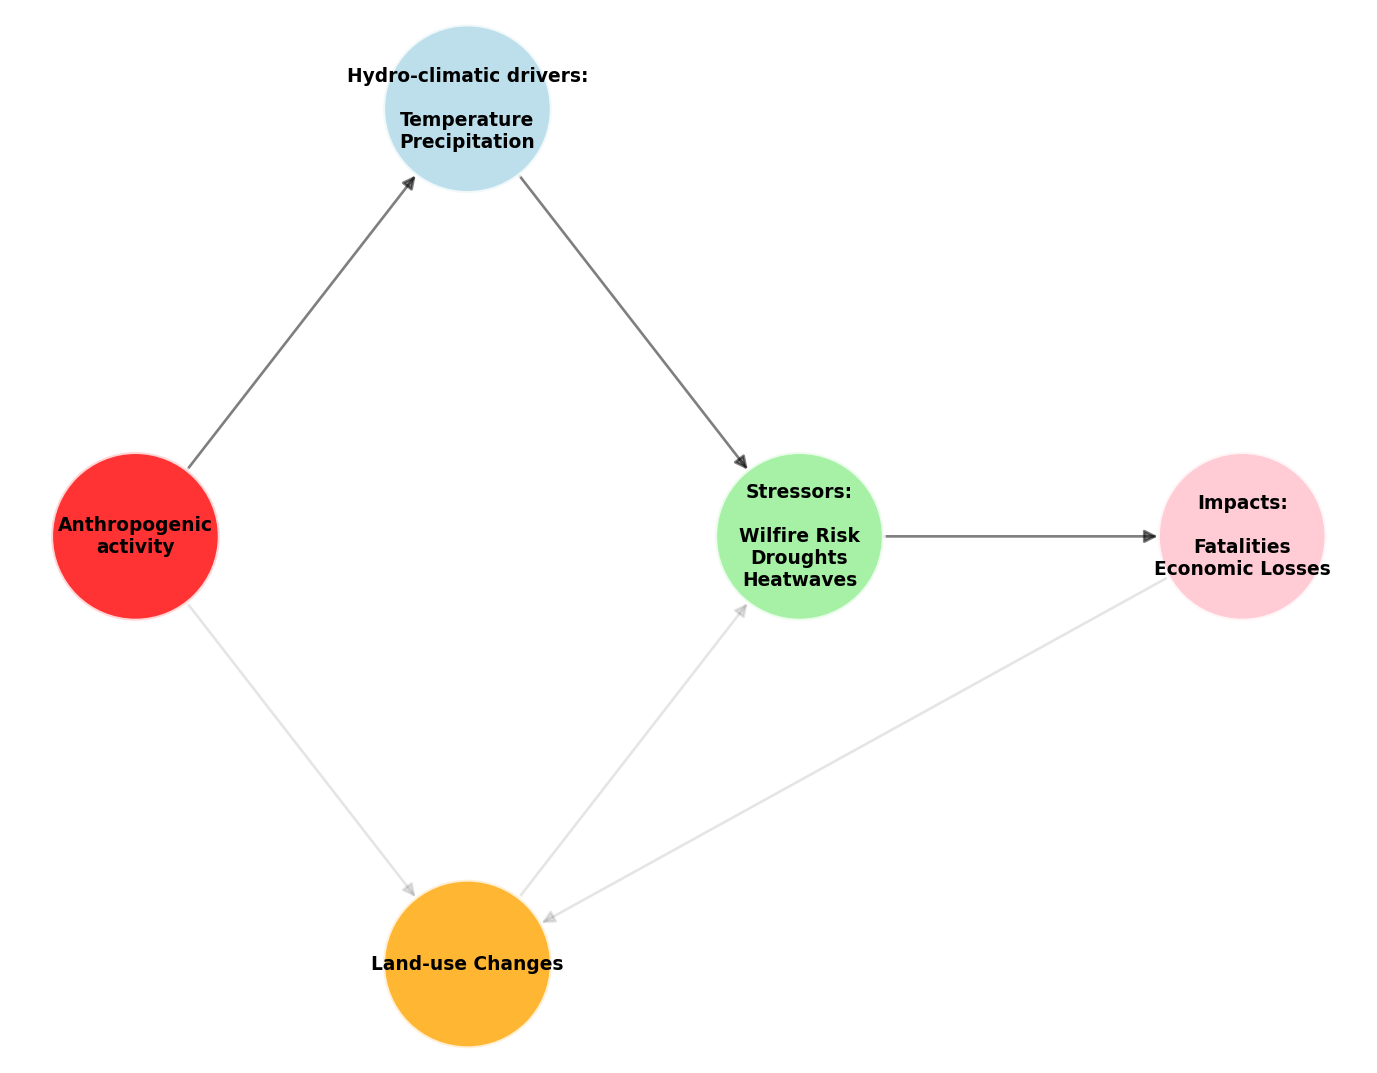 Hydro-climatic drivers:
Temperature
Precipitation
Anthropogenic
activity
Stressors:
Wilfire Risk
Droughts
Heatwaves
Impacts:
Fatalities
Economic Losses
Land-use Changes